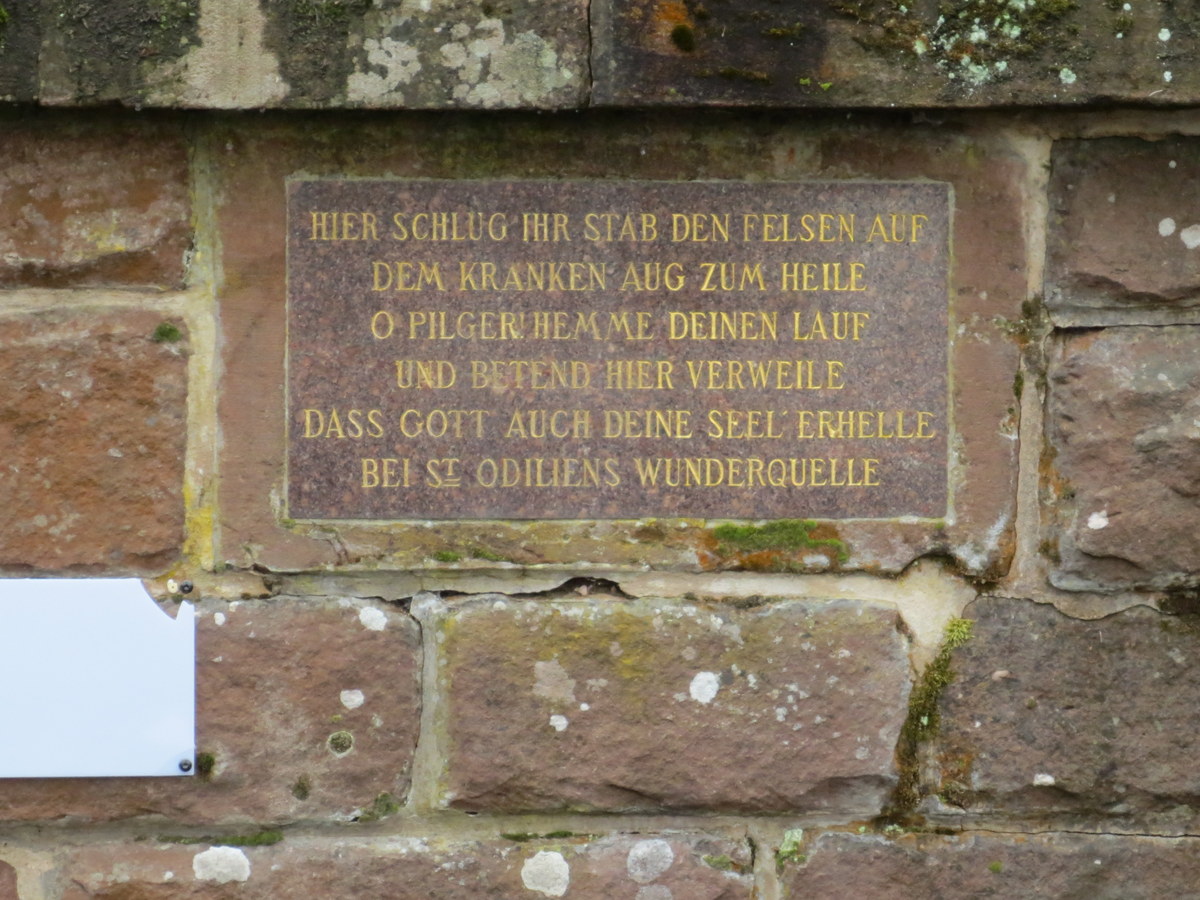 HIER SCHLUG IHR STAB DEN FELSEN AUF
DEM KRANKEN AUG ZUM HEILE
O PILGER! HEMME DEINEN LAUF
UND BETEND HIER VERWEILE
DASS GOTT AUCH DEINE SEEL' ERHELLE
BEI ST ODILIENS WUNDERQUELLE